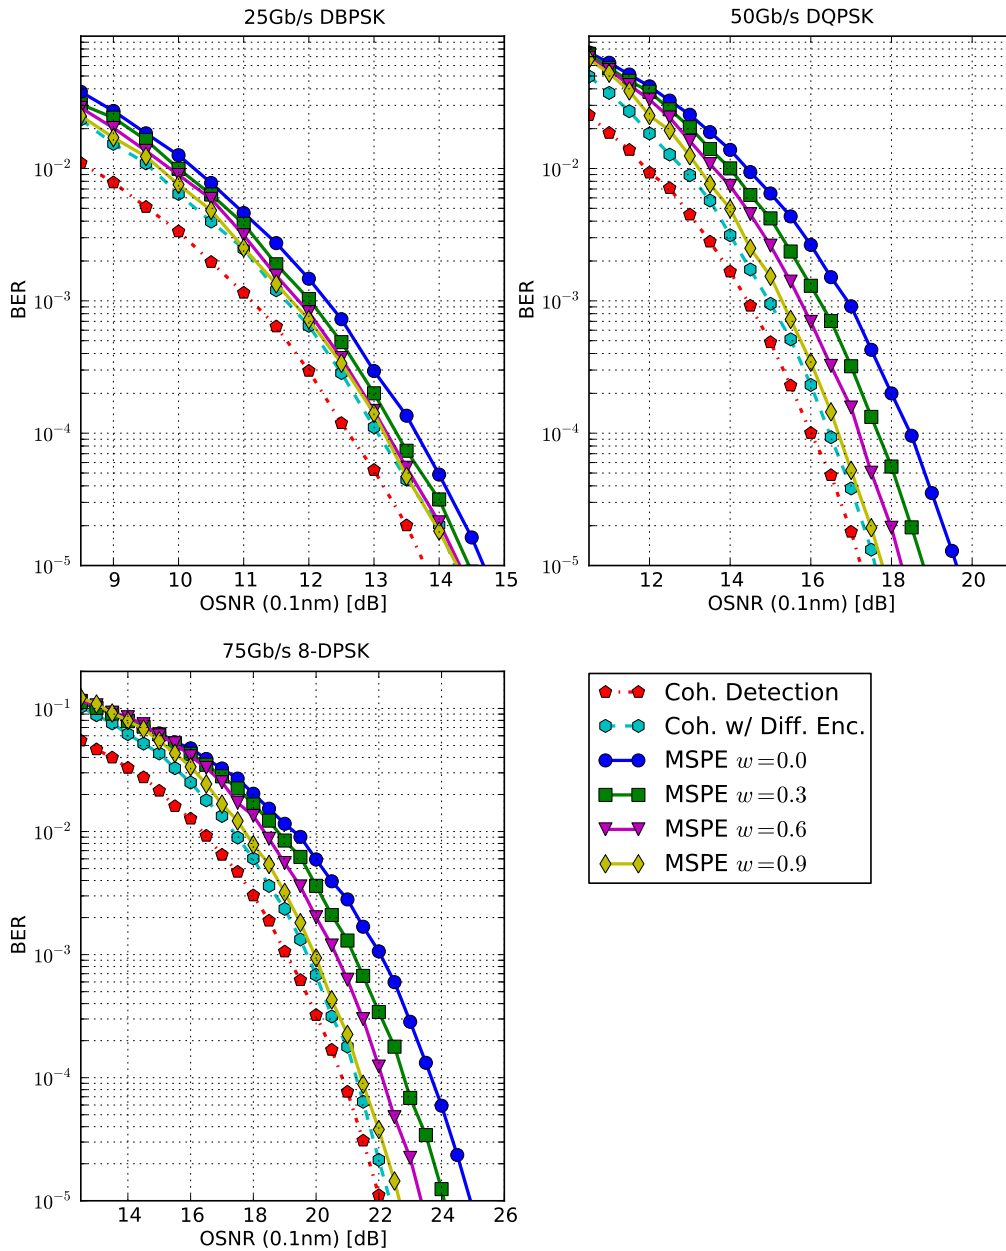 25Gb/s DBPSK
10⁻²
10⁻³
10⁻⁴
10⁻⁵
BER
9 10 11 12 13 14 15
OSNR (0.1nm) [dB]
50Gb/s DQPSK
10⁻²
10⁻³
10⁻⁴
10⁻⁵
BER
12 14 16 18 20
OSNR (0.1nm) [dB]
75Gb/s 8-DPSK
10⁻¹
10⁻²
10⁻³
10⁻⁴
10⁻⁵
BER
14 16 18 20 22 24 26
OSNR (0.1nm) [dB]
Coh. Detection
Coh. w/ Diff. Enc.
MSPE w=0.0
MSPE w=0.3
MSPE w=0.6
MSPE w=0.9